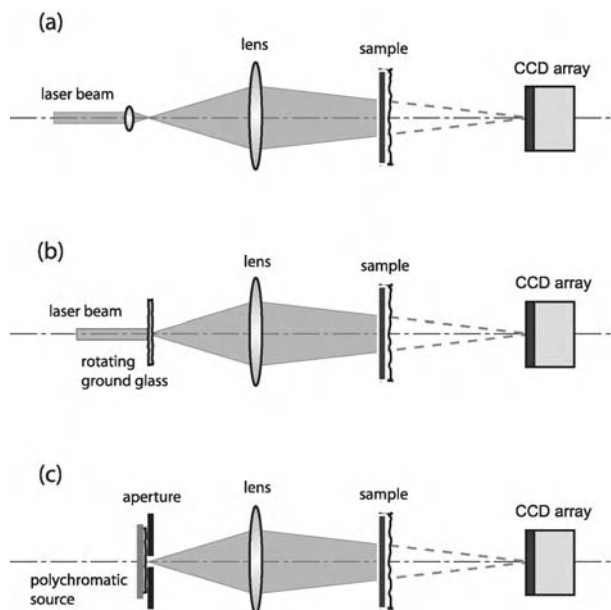 (a)
lens
sample
CCD array
laser beam
(b)
lens
sample
CCD array
laser beam
rotating
ground glass
(c)
aperture
lens
sample
CCD array
polychromatic
source